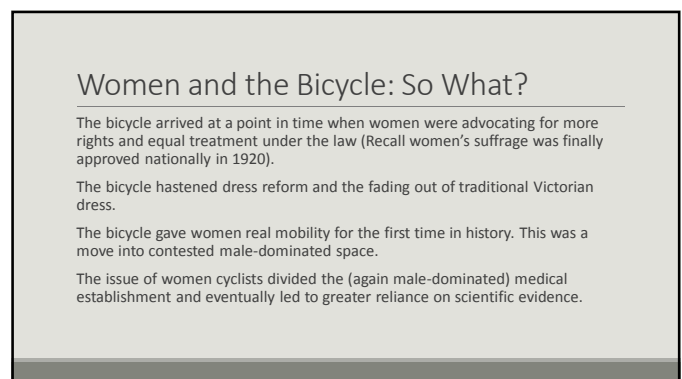 Women and the Bicycle: So What?
The bicycle arrived at a point in time when women were advocating for more
rights and equal treatment under the law (Recall women's suffrage was finally
approved nationally in 1920).
The bicycle hastened dress reform and the fading out of traditional Victorian
dress.
The bicycle gave women real mobility for the first time in history. This was a
move into contested male-dominated space.
The issue of women cyclists divided the (again male-dominated) medical
establishment and eventually led to greater reliance on scientific evidence.